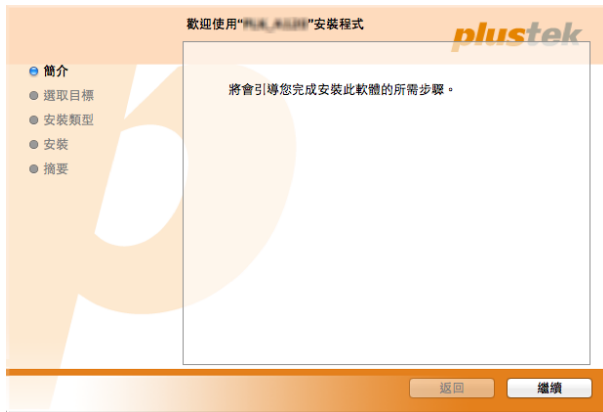 歡迎使用“ ”安裝程式
plustek
簡介
選取目標
安裝類型
安裝
摘要
將會引導您完成安裝此軟體的所需步驟。
返回
繼續